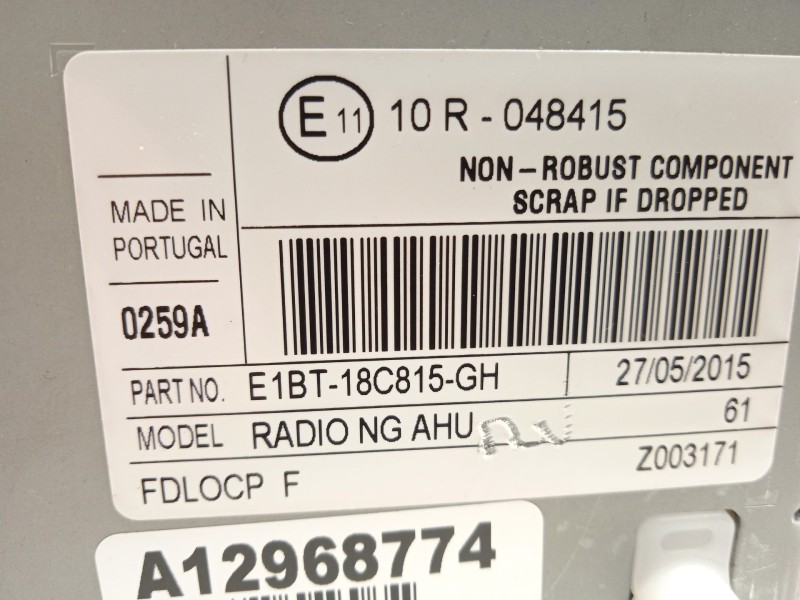 E 11 10 R - 048415
NON-ROBUST COMPONENT
SCRAP IF DROPPED
MADE IN
PORTUGAL
0259A
PART NO. E1BT-18C815-GH 27/05/2015
MODEL RADIO NG AHU 61
FDLOCP F Z003171
A12968774